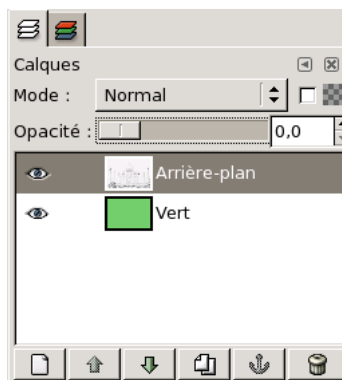 Calques
Mode : Normal
Opacité : 0,0
Arrière-plan
Vert